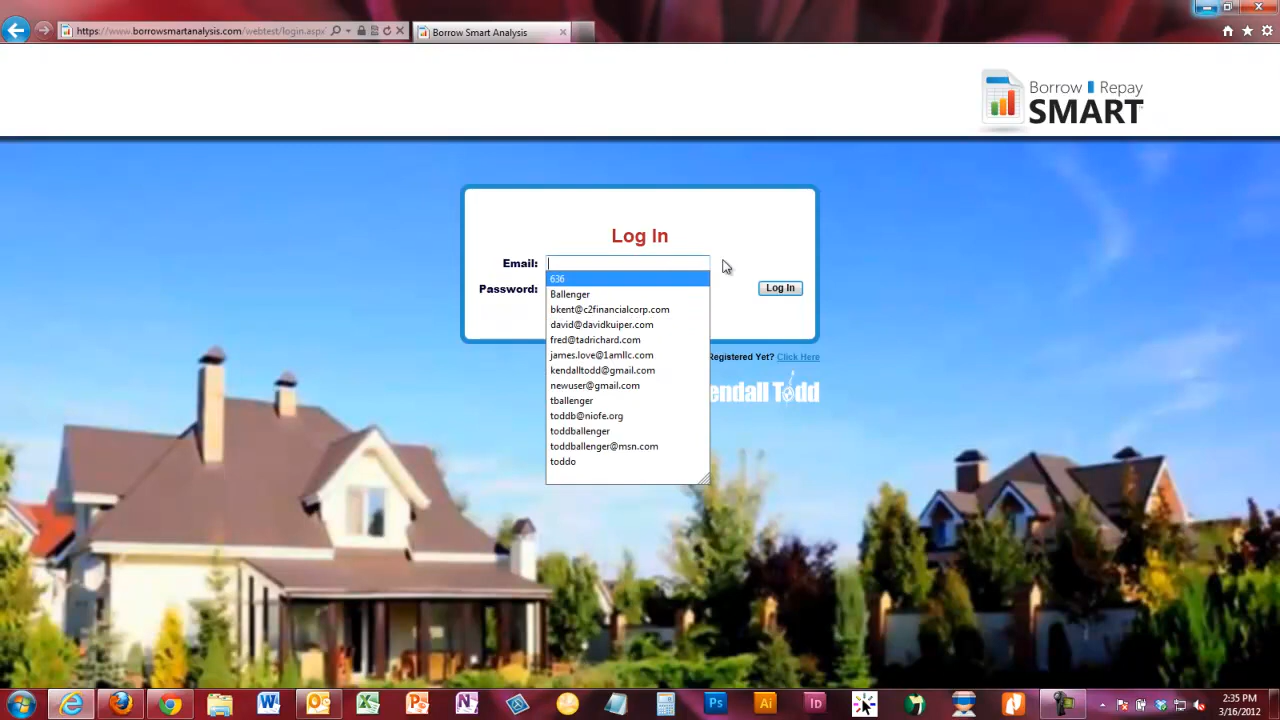 https://www.borrowsmartanalysis.com/webtest/login.aspx
Borrow Smart Analysis
Borrow Repay
SMART
Log In
Email:
636
Password:
Log In
Ballenger
bkent@c2financialcorp.com
david@davidkuiper.com
fred@tadrichard.com
james.love@1amllc.com
Registered Yet? Click Here
kendalltodd@gmail.com
newuser@gmail.com
endall Todd
tballenger
toddb@niofe.org
toddballenger
toddballenger@msn.com
toddo
2:35 PM
3/16/2012